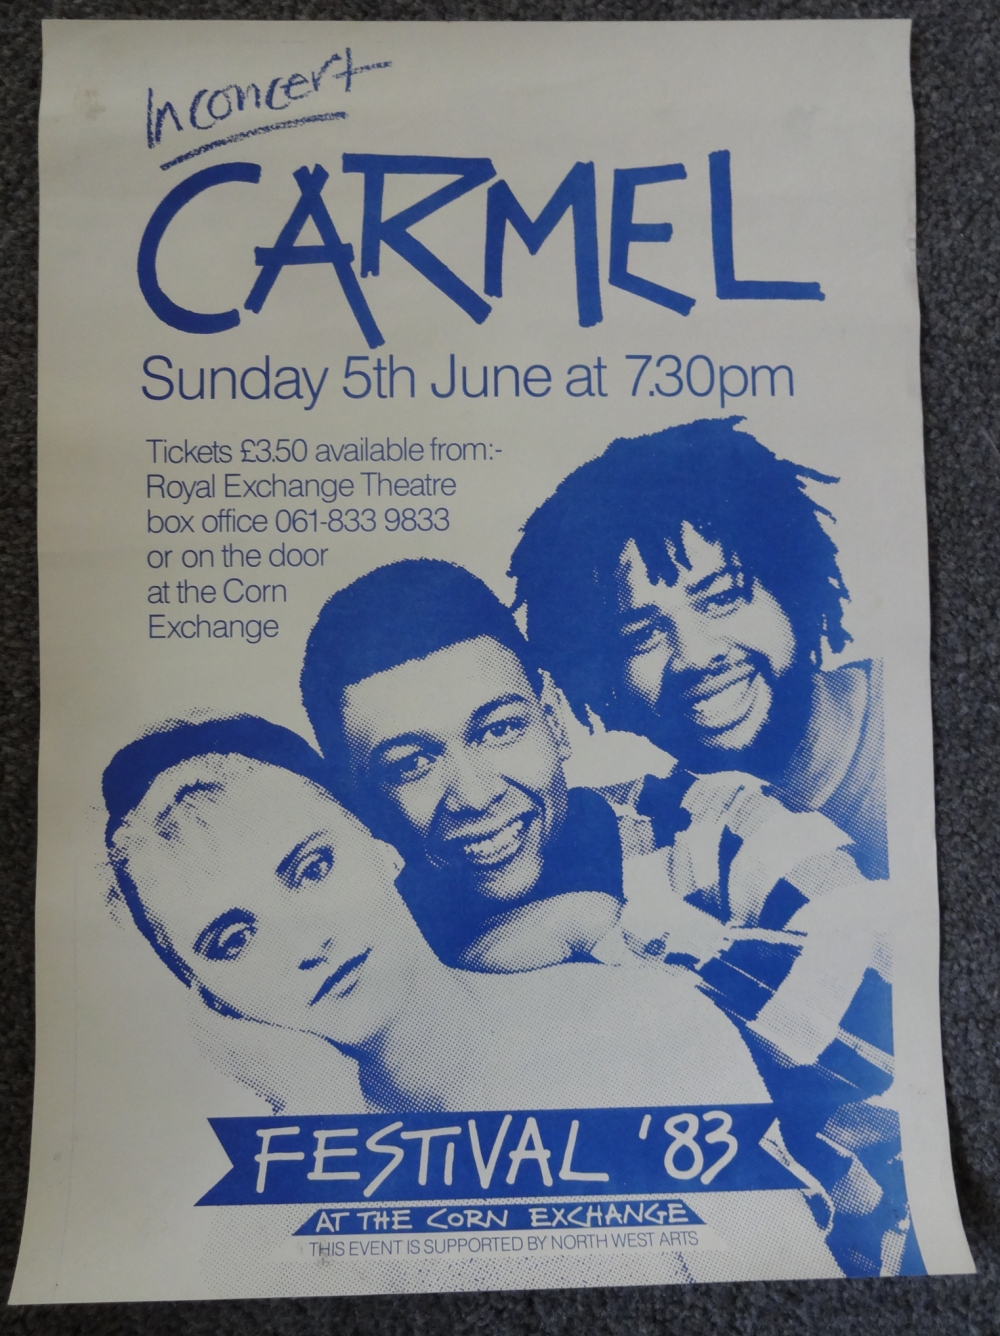 In concert
CARMEL
Sunday 5th June at 7.30pm
Tickets £3.50 available from:-
Royal Exchange Theatre
box office 061-833 9833
or on the door
at the Corn
Exchange
FESTiVAL '83
AT THE CORN EXCHANGE
THIS EVENT IS SUPPORTED BY NORTH WEST ARTS